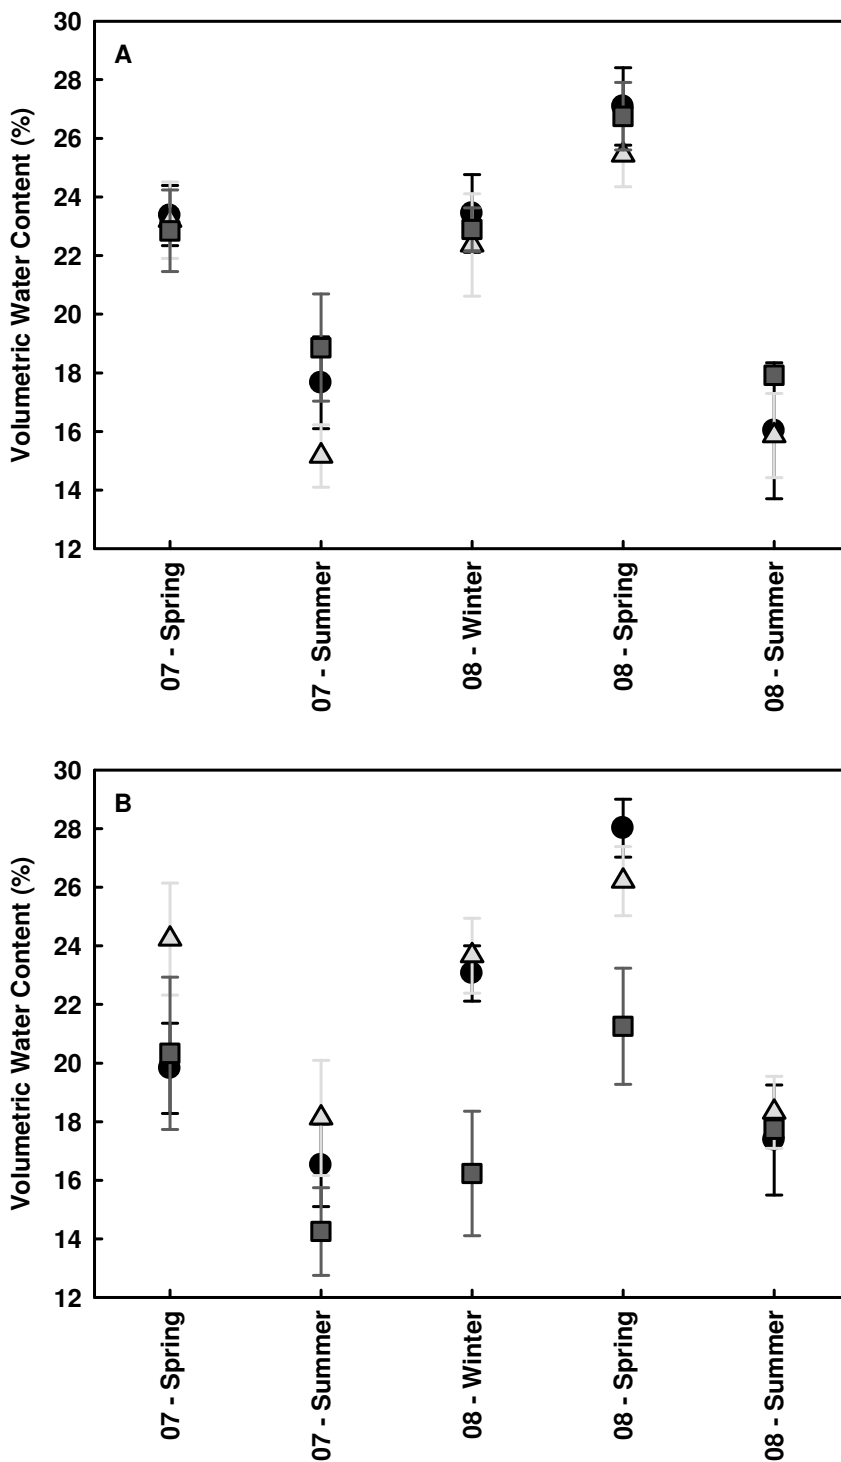 A
Volumetric Water Content (%)
30
28
26
24
22
20
18
16
14
12
07 - Spring
07 - Summer
08 - Winter
08 - Spring
08 - Summer
B
Volumetric Water Content (%)
30
28
26
24
22
20
18
16
14
12
07 - Spring
07 - Summer
08 - Winter
08 - Spring
08 - Summer